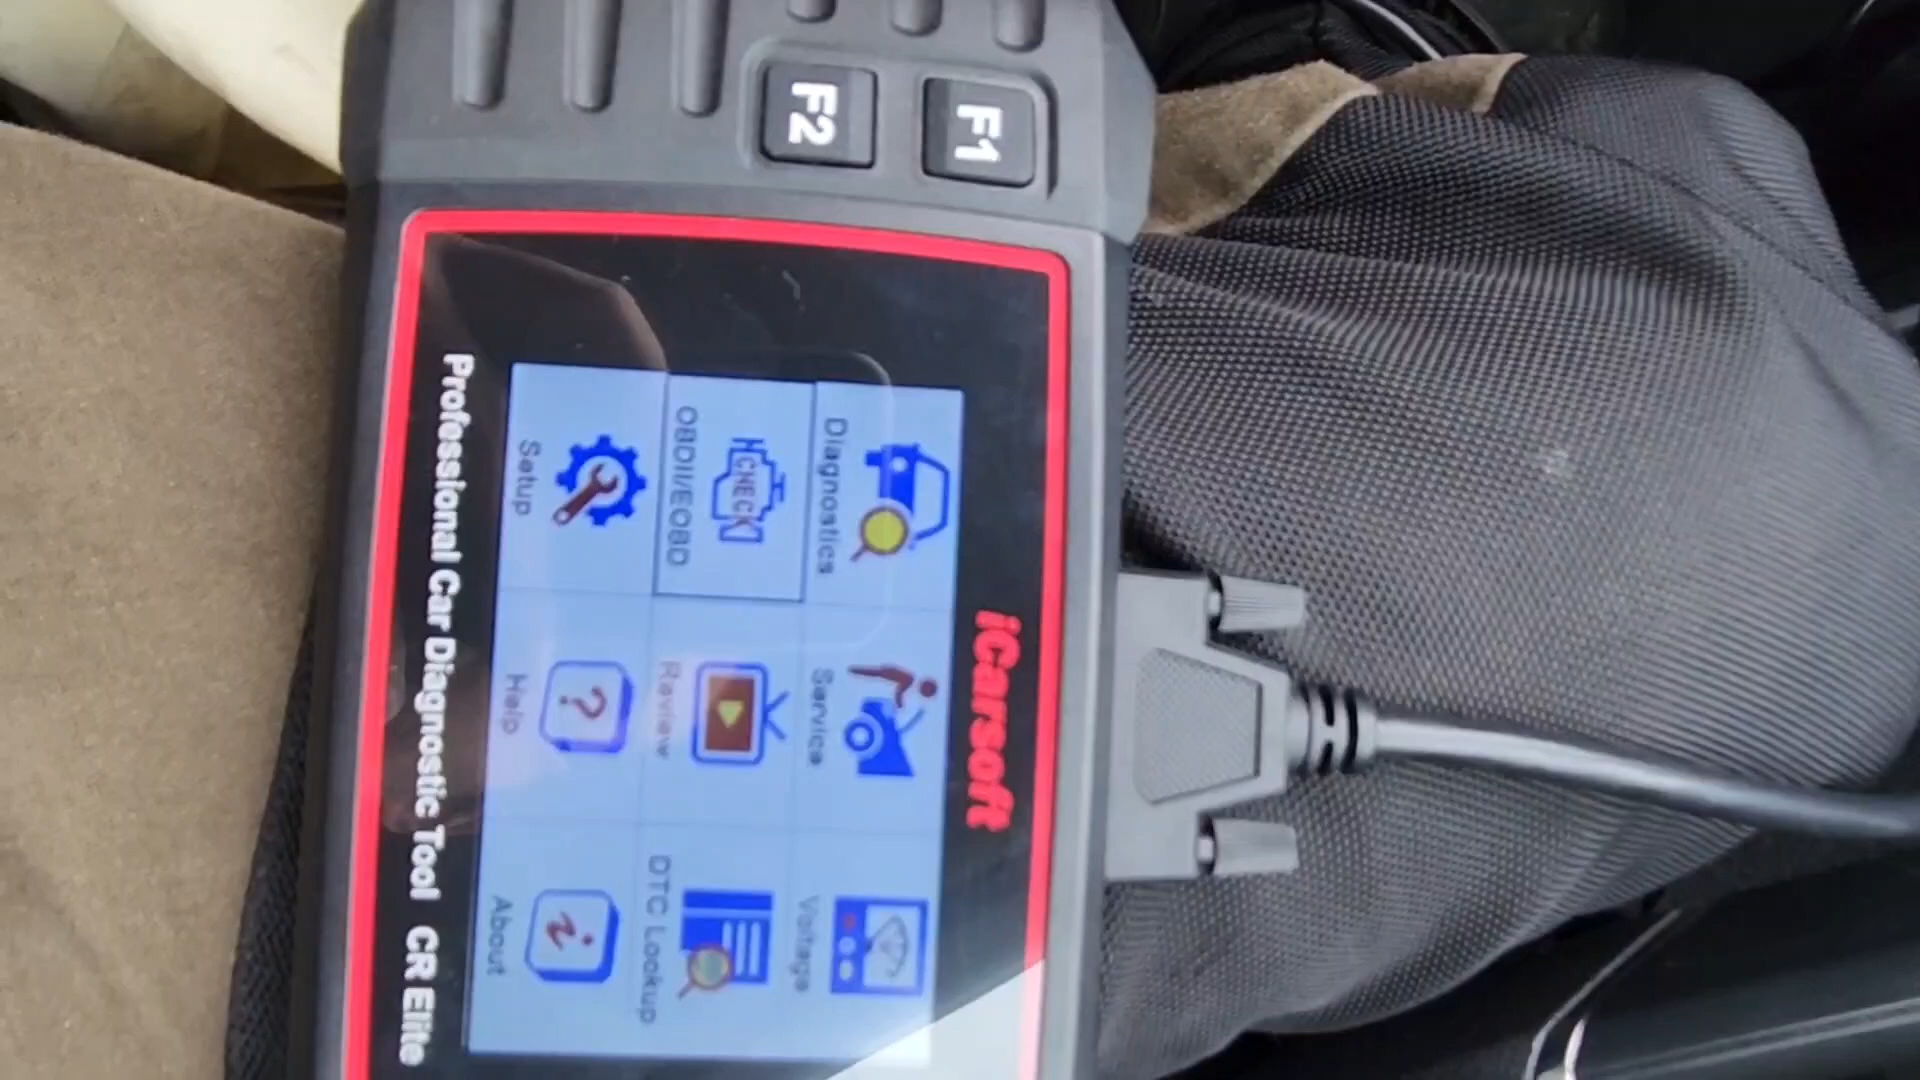 F1
F2
iCarsoft
Diagnostics
Service
Voltage
CHECK
OBDII/EOBD
Review
DTC Lookup
Setup
Help
About
Professional Car Diagnostic Tool CR Elite